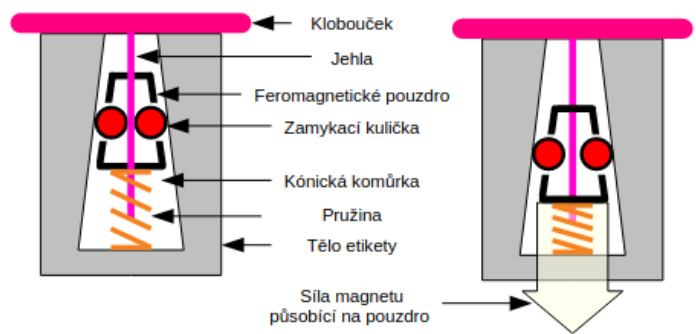 Klobouček
Jehla
Feromagnetické pouzdro
Zamykací kulička
Kónická komůrka
Pružina
Tělo etikety
Síla magnetu
působící na pouzdro